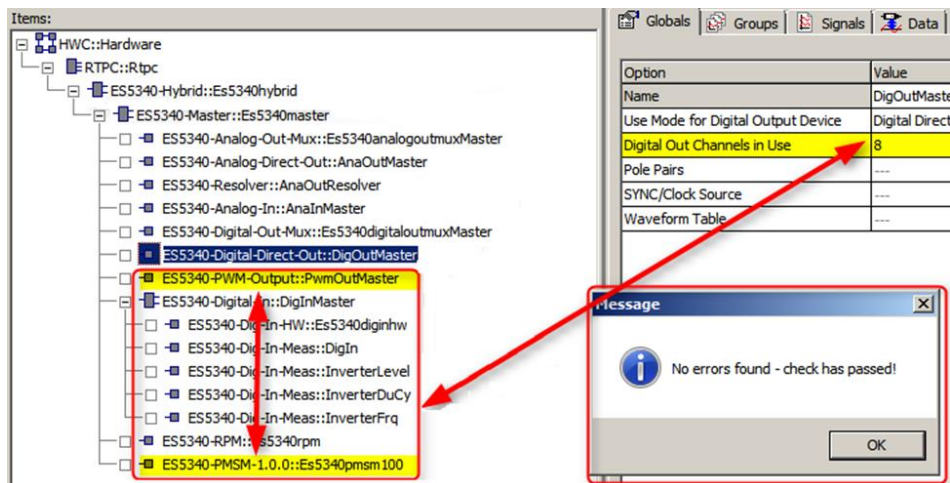 Items:
HWC::Hardware
RTPC::Rtpc
ES5340-Hybrid::Es5340hybrid
ES5340-Master::Es5340master
ES5340-Analog-Out-Mux::Es5340analogoutmuxMaster
ES5340-Analog-Direct-Out::AnaOutMaster
ES5340-Resolver::AnaOutResolver
ES5340-Analog-In::AnaInMaster
ES5340-Digital-Out-Mux::Es5340digitaloutmuxMaster
ES5340-Digital-Direct-Out::DigOutMaster
ES5340-PWM-Output::PwmOutMaster
ES5340-Digital-In::DigInMaster
ES5340-Dig-In-HW::Es5340diginhw
ES5340-Dig-In-Meas::DigIn
ES5340-Dig-In-Meas::InverterLevel
ES5340-Dig-In-Meas::InverterDuCy
ES5340-Dig-In-Meas::InverterFrq
ES5340-RPM::Es5340rpm
ES5340-PMSM-1.0.0::Es5340pmsm100
Globals Groups Signals Data
Option Value
Name DigOutMaste
Use Mode for Digital Output Device Digital Direct
Digital Out Channels in Use 8
Pole Pairs ---
SYNC/Clock Source ---
Waveform Table ---
Message
No errors found - check has passed!
OK